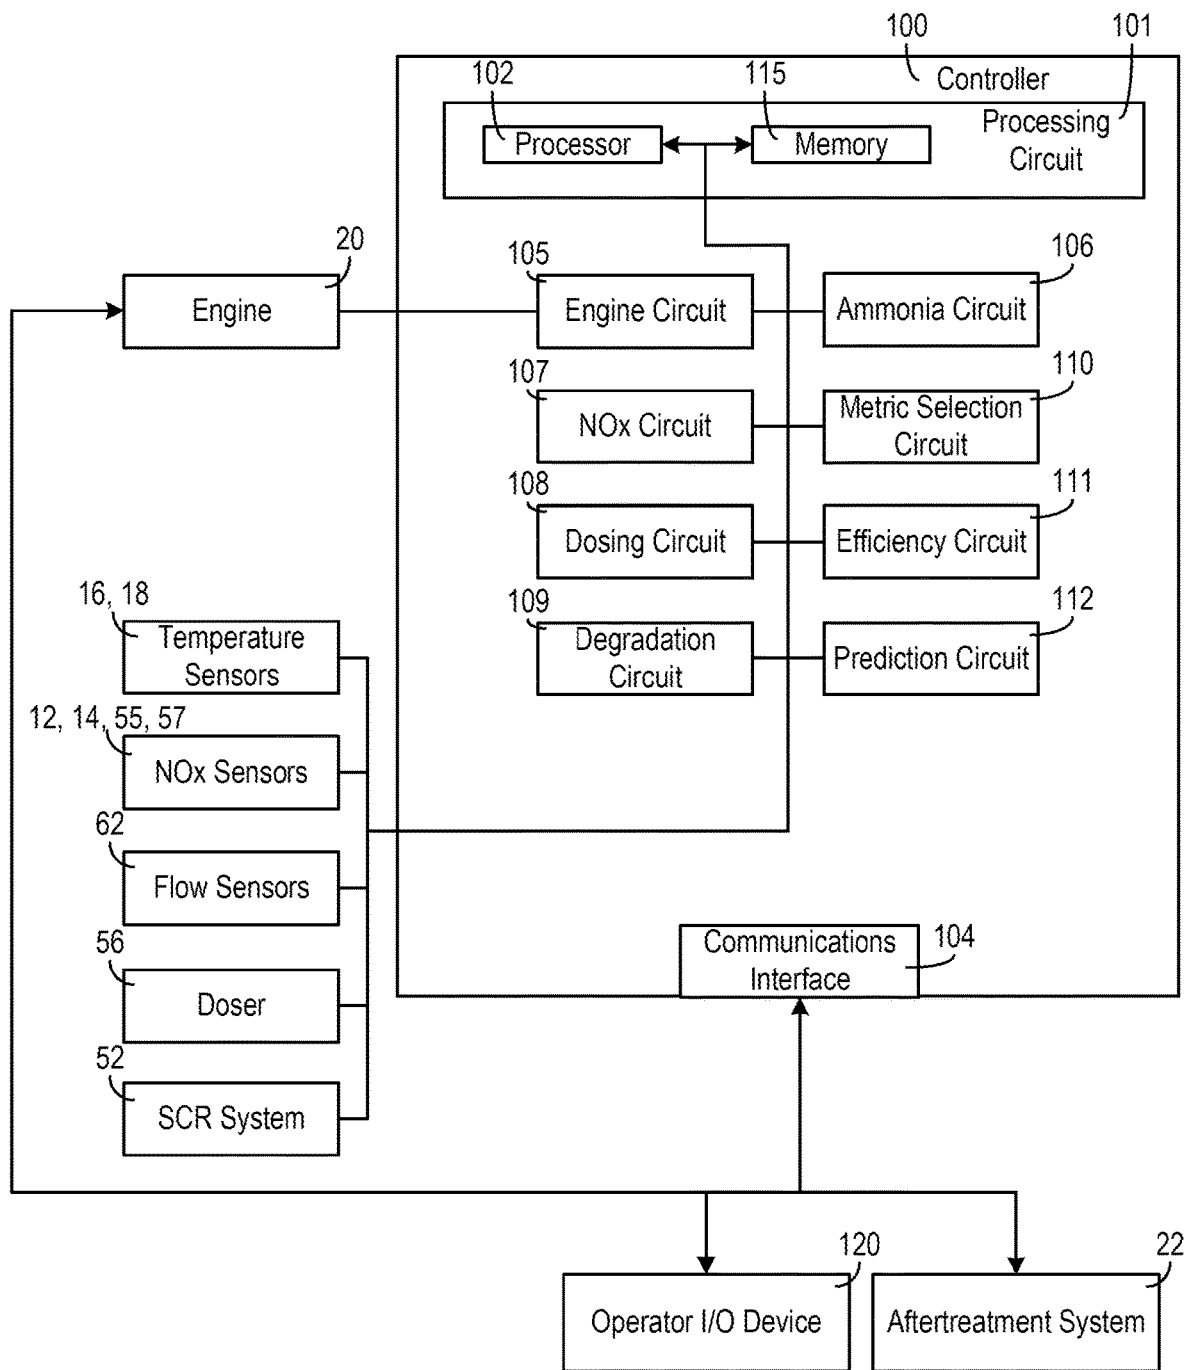 100
101
Controller
102
115
Processing
Circuit
Processor
Memory
20
105
106
Engine
Engine Circuit
Ammonia Circuit
107
110
NOx Circuit
Metric Selection
Circuit
108
111
Dosing Circuit
Efficiency Circuit
16, 18
109
112
Temperature
Sensors
Degradation
Circuit
Prediction Circuit
12, 14, 55, 57
NOx Sensors
62
Flow Sensors
Communications
Interface
104
56
Doser
52
SCR System
120
22
Operator I/O Device
Aftertreatment System